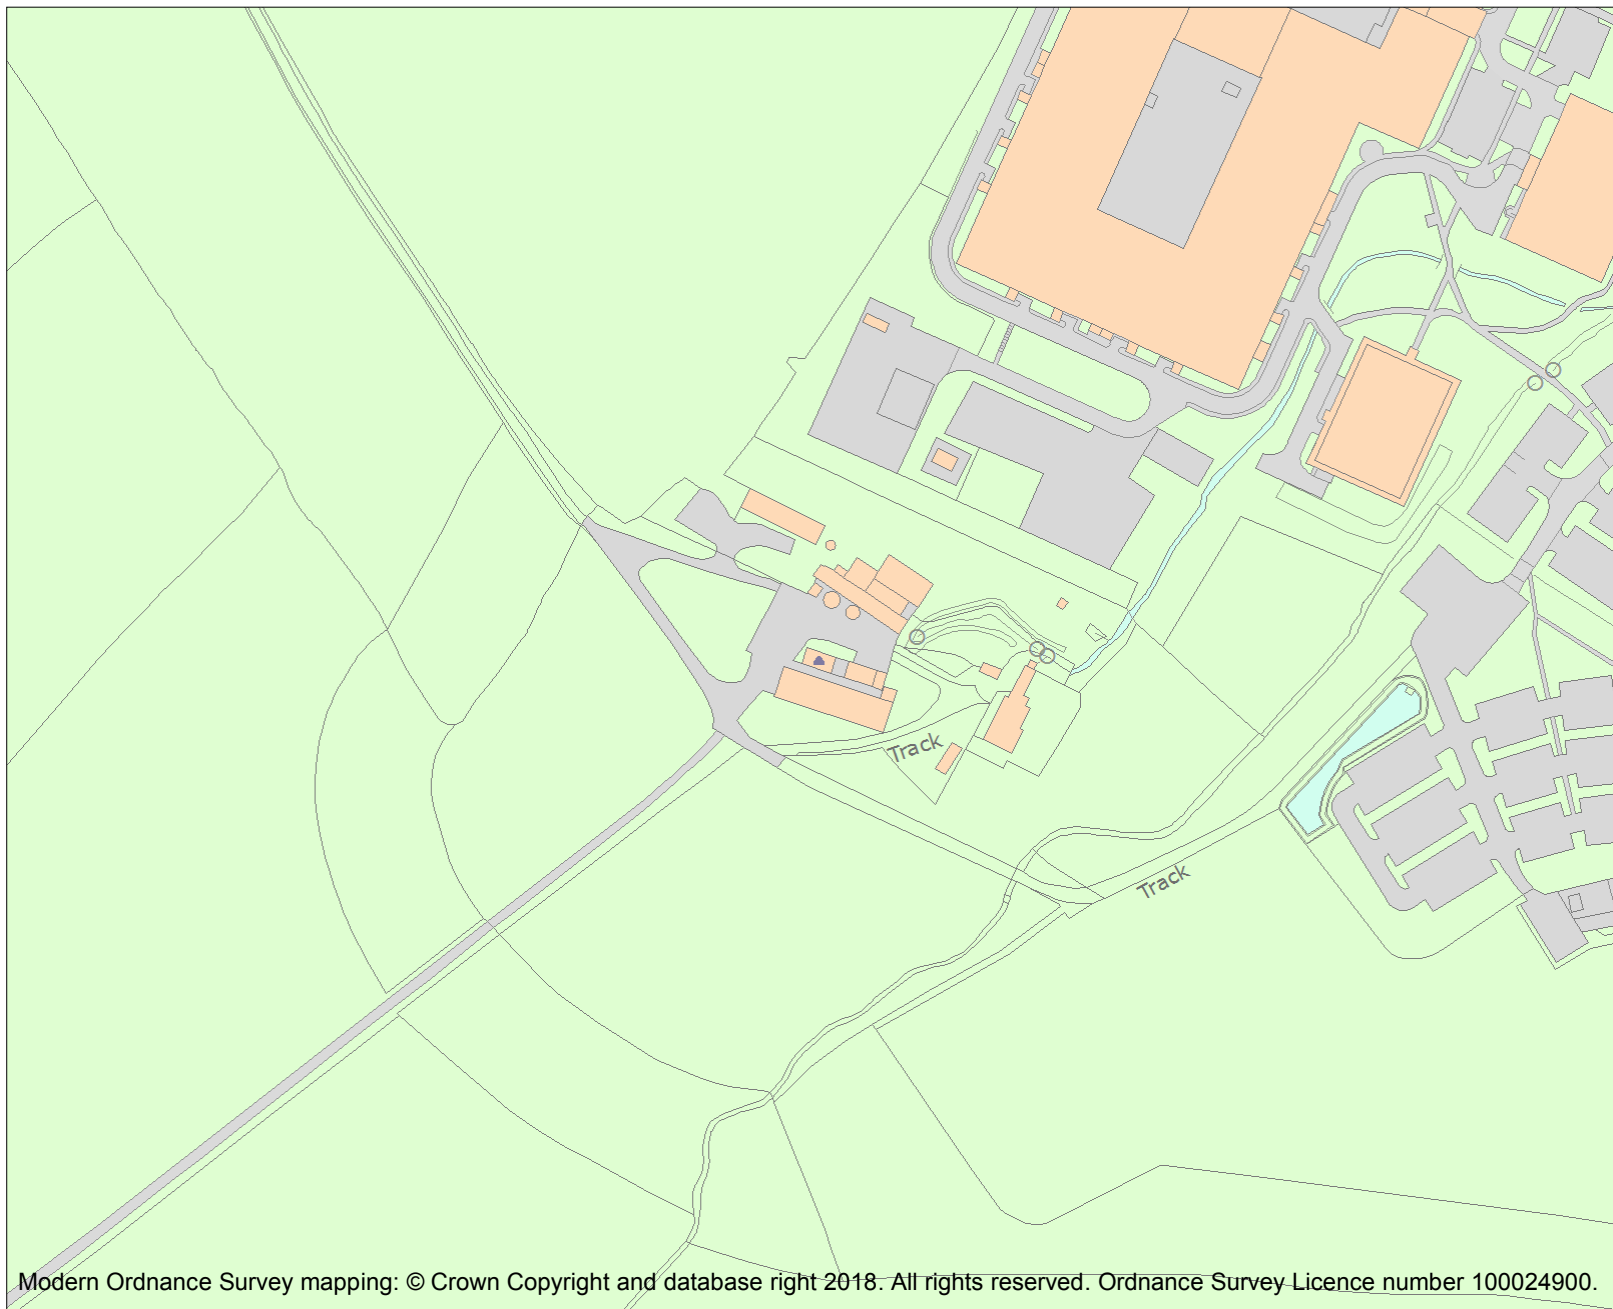 Track
Track
Modern Ordnance Survey mapping: © Crown Copyright and database right 2018. All rights reserved. Ordnance Survey Licence number 100024900.